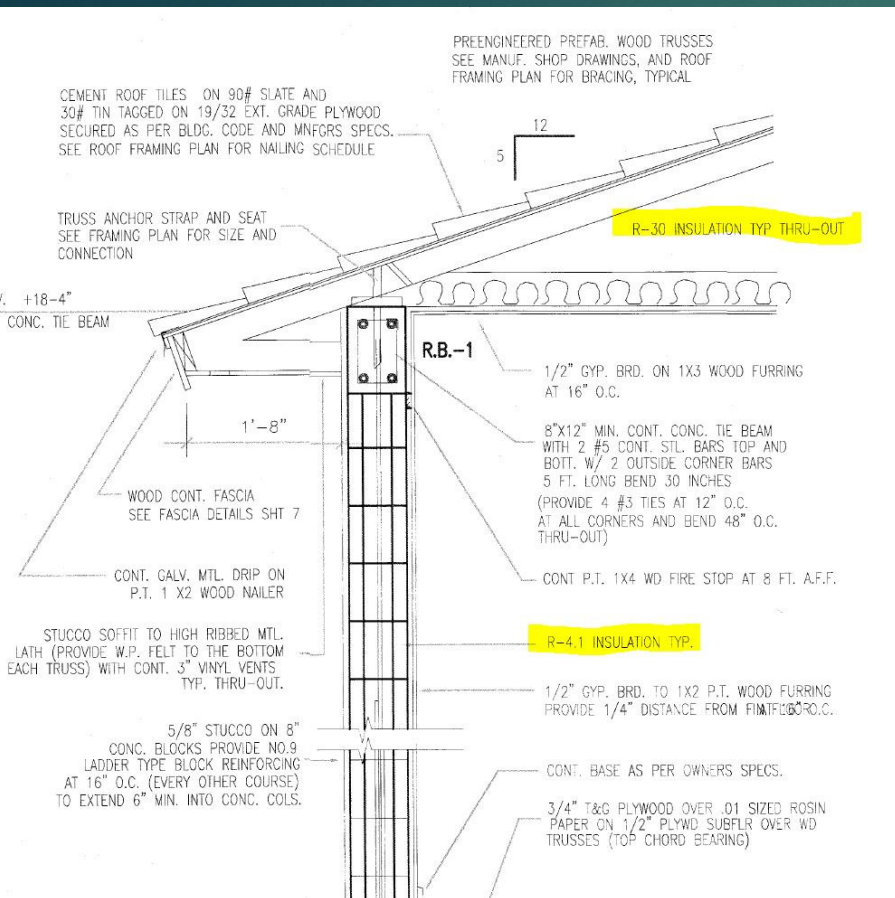 PREENGINEERED PREFAB. WOOD TRUSSES
SEE MANUF. SHOP DRAWINGS, AND ROOF
FRAMING PLAN FOR BRACING, TYPICAL
CEMENT ROOF TILES ON 90# SLATE AND
30# TIN TAGGED ON 19/32 EXT. GRADE PLYWOOD
SECURED AS PER BLDG. CODE AND MNFGRS SPECS.
SEE ROOF FRAMING PLAN FOR NAILING SCHEDULE
12
5
TRUSS ANCHOR STRAP AND SEAT
SEE FRAMING PLAN FOR SIZE AND
CONNECTION
R-30 INSULATION TYP THRU-OUT
+18-4"
CONC. TIE BEAM
R.B.-1
1/2" GYP. BRD. ON 1X3 WOOD FURRING
AT 16" O.C.
1'-8"
8"X12" MIN. CONT. CONC. TIE BEAM
WITH 2 #5 CONT. STL. BARS TOP AND
BOTT. W/ 2 OUTSIDE CORNER BARS
5 FT. LONG BEND 30 INCHES
(PROVIDE 4 #3 TIES AT 12" O.C.
AT ALL CORNERS AND BEND 48" O.C.
THRU-OUT)
WOOD CONT. FASCIA
SEE FASCIA DETAILS SHT 7
CONT. GALV. MTL. DRIP ON
P.T. 1 X2 WOOD NAILER
CONT P.T. 1X4 WD FIRE STOP AT 8 FT. A.F.F.
STUCCO SOFFIT TO HIGH RIBBED MTL.
LATH (PROVIDE W.P. FELT TO THE BOTTOM
EACH TRUSS) WITH CONT. 3" VINYL VENTS
TYP. THRU-OUT.
R-4.1 INSULATION TYP.
1/2" GYP. BRD. TO 1X2 P.T. WOOD FURRING
PROVIDE 1/4" DISTANCE FROM O.C.
5/8" STUCCO ON 8"
CONC. BLOCKS PROVIDE NO.9
LADDER TYPE BLOCK REINFORCING
AT 16" O.C. (EVERY OTHER COURSE)
TO EXTEND 6" MIN. INTO CONC. COLS.
CONT. BASE AS PER OWNERS SPECS.
3/4" T&G PLYWOOD OVER .01 SIZED ROSIN
PAPER ON 1/2" PLYWD SUBFLR OVER WD
TRUSSES (TOP CHORD BEARING)